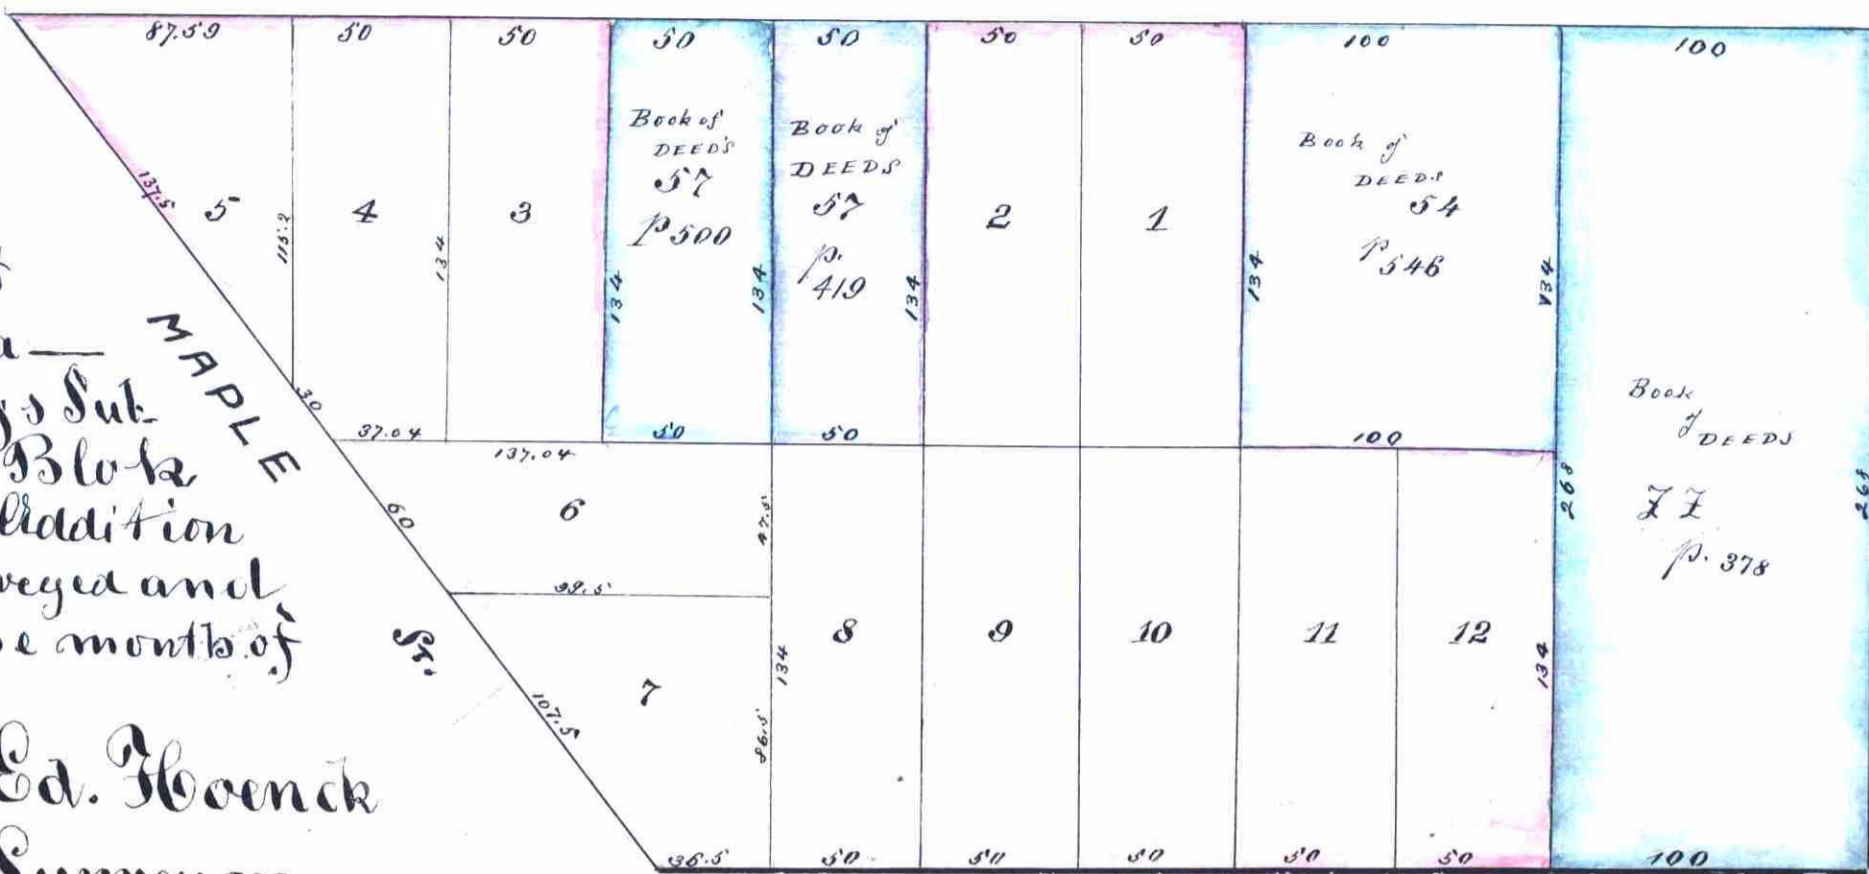 87.59 50 50 50 50 50 50 100 100
Book of
DEED'S
57
p 500
Book of
DEEDS
57
p.
419
Book of
DEEDS
54
p 546
137.5 5 115.2 4 134 3 134 134 134 2 1 134 134
MAPLE St.
30 37.04 50 50 100
137.04
Sub
Blok
Addition
and
months of
Ed. Hoenck
60 6 47.5
99.5
107.5 7 86.5
134 8 9 10 11 12 134
268
Book
of
DEEDS
ZZ
p. 378
268
36.5 50 50 50 50 50 100